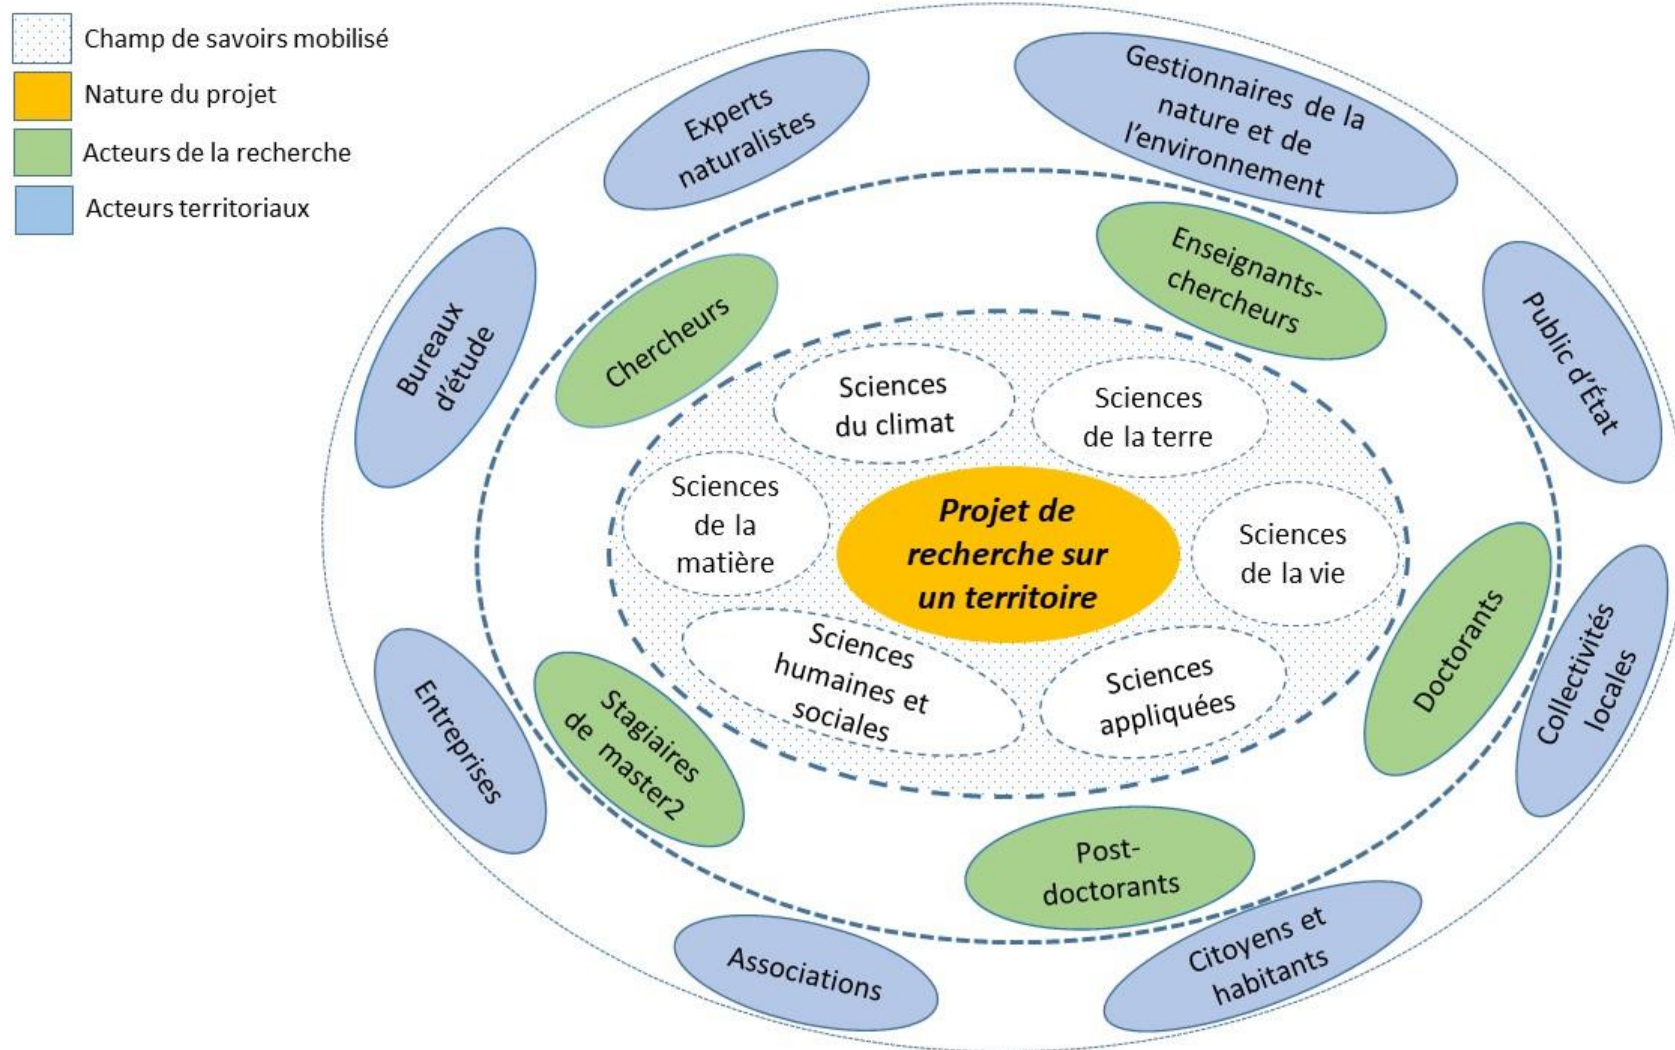 Champ de savoirs mobilisé
Nature du projet
Acteurs de la recherche
Acteurs territoriaux
Experts
naturalistes
Gestionnaires de la
nature et de
l'environnement
Bureaux
d'étude
Chercheurs
Enseignants-
chercheurs
Public d'État
Sciences
du climat
Sciences
de la terre
Sciences
de la
matière
Projet de
recherche sur
un territoire
Sciences
de la vie
Sciences
humaines et
sociales
Sciences
appliquées
Doctorants
Collectivités
locales
Entreprises
Stagiaires
de master2
Post-
doctorants
Associations
Citoyens et
habitants